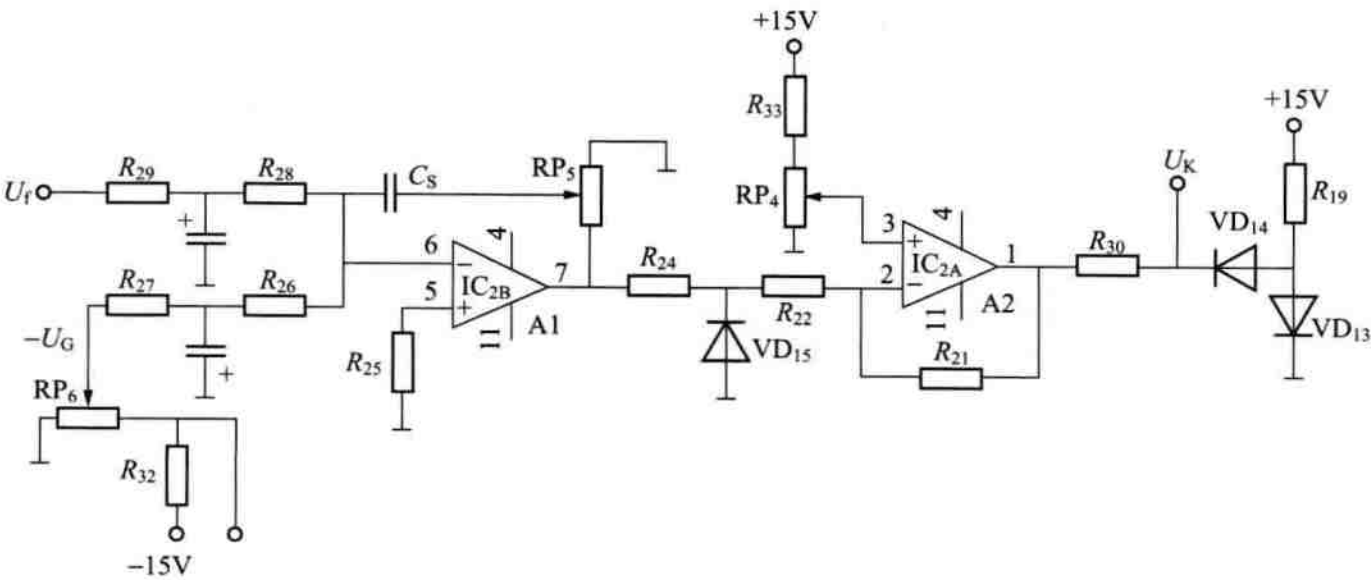 +15V
R33
+15V
R29
R28
CS
RP5
UK
Uf
RP4
R19
+
6
4
3
4
VD14
−
+
1
R30
R27
R26
IC2B
7
R24
IC2A
5
+
2
−
−UG
11
A1
R22
11
A2
VD13
+
R25
VD15
R21
RP6
R32
−15V